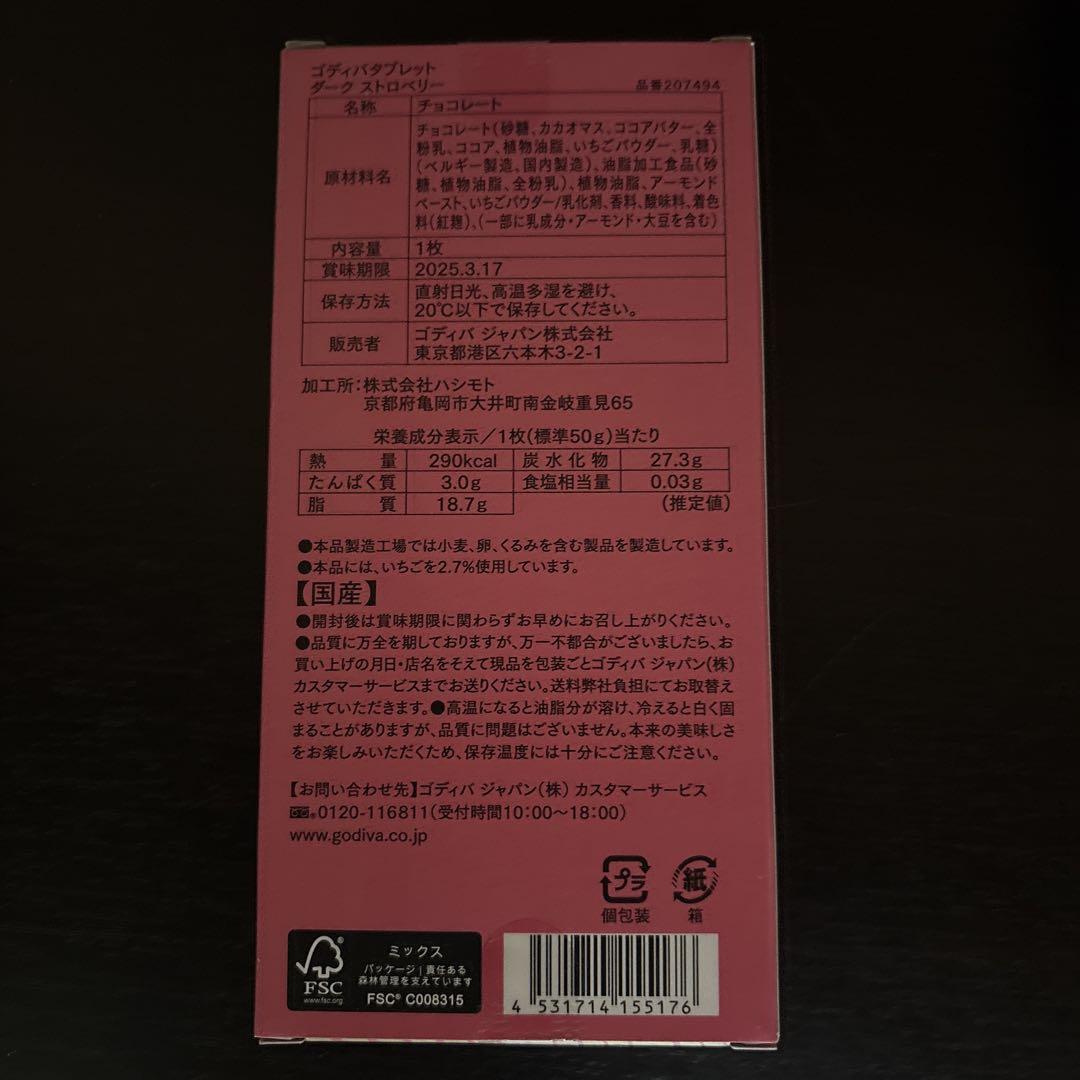 ゴディバタブレット
ダーク ストロベリー
品番207494
名称 チョコレート
原材料名
チョコレート(砂糖、カカオマス、ココアバター、全
粉乳、ココア、植物油脂、いちごパウダー、乳糖)
(ベルギー製造、国内製造)、油脂加工食品(砂
糖、植物油脂、全粉乳)、植物油脂、アーモンド
ペースト、いちごパウダー/乳化剤、香料、酸味料、着色
料(紅麹)、(一部に乳成分・アーモンド・大豆を含む)
内容量 1枚
賞味期限 2025.3.17
保存方法
直射日光、高温多湿を避け、
20℃以下で保存してください。
販売者
ゴディバ ジャパン株式会社
東京都港区六本木3-2-1
加工所:株式会社ハシモト
京都府亀岡市大井町南金岐重見65
栄養成分表示/1枚(標準50g)当たり
熱量 290kcal 炭水化物 27.3g
たんぱく質 3.0g 食塩相当量 0.03g
脂質 18.7g (推定値)
●本品製造工場では小麦、卵、くるみを含む製品を製造しています。
●本品には、いちごを2.7%使用しています。
【国産】
●開封後は賞味期限に関わらずお早めにお召し上がりください。
●品質に万全を期しておりますが、万一不都合がございましたら、お
買い上げの月日・店名をそえて現品を包装ごとゴディバ ジャパン(株)
カスタマーサービスまでお送りください。送料弊社負担にてお取替え
させていただきます。●高温になると油脂分が溶け、冷えると白く固
まることがありますが、品質に問題はございません。本来の美味しさ
をお楽しみいただくため、保存温度には十分にご注意ください。
【お問い合わせ先】ゴディバ ジャパン(株) カスタマーサービス
0120-116811(受付時間10:00〜18:00)
www.godiva.co.jp
プラ
個包装
紙
箱
FSC
www.fsc.org
ミックス
パッケージ|責任ある
森林管理を支えています
FSC® C008315
4 531714 155176